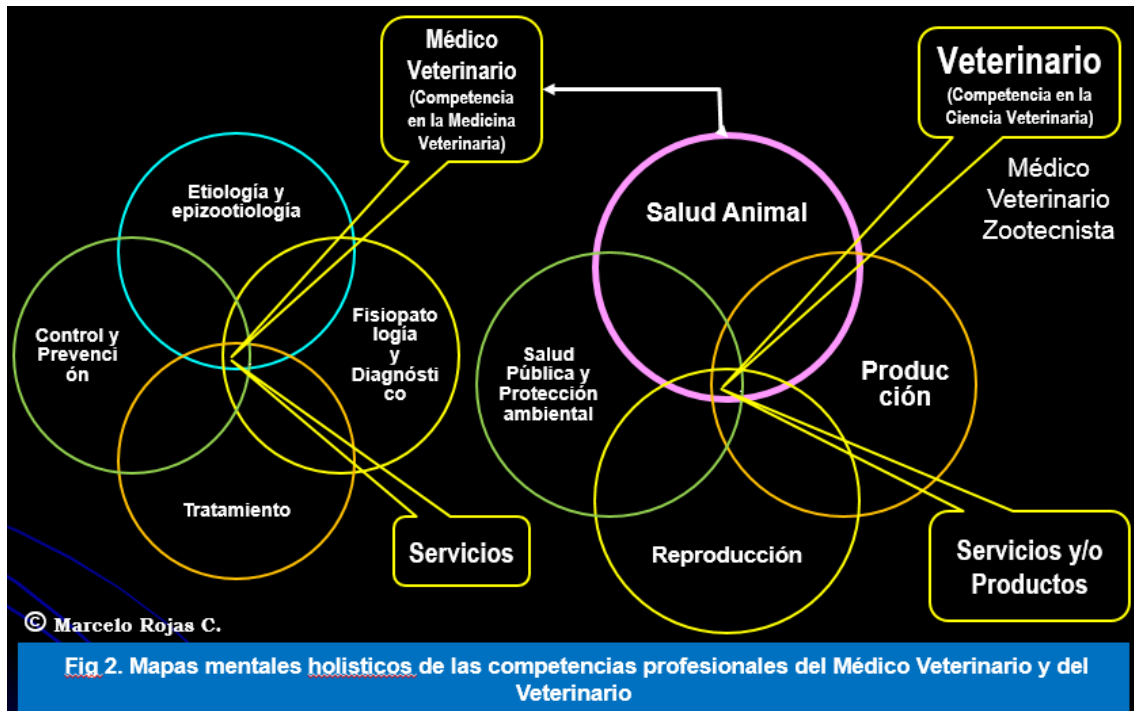 Médico
Veterinario
(Competencia
en la Medicina
Veterinaria)
Etiología y
epizootiología
Control y
Prevenci
ón
Fisiopato
logía
y
Diagnósti
co
Tratamiento
Servicios
Veterinario
(Competencia en la
Ciencia Veterinaria)
Médico
Veterinario
Zootecnista
Salud Animal
Salud
Pública y
Protección
ambiental
Produc
ción
Reproducción
Servicios y/o
Productos
© Marcelo Rojas C.
Fig 2. Mapas mentales holisticos de las competencias profesionales del Médico Veterinario y del
Veterinario